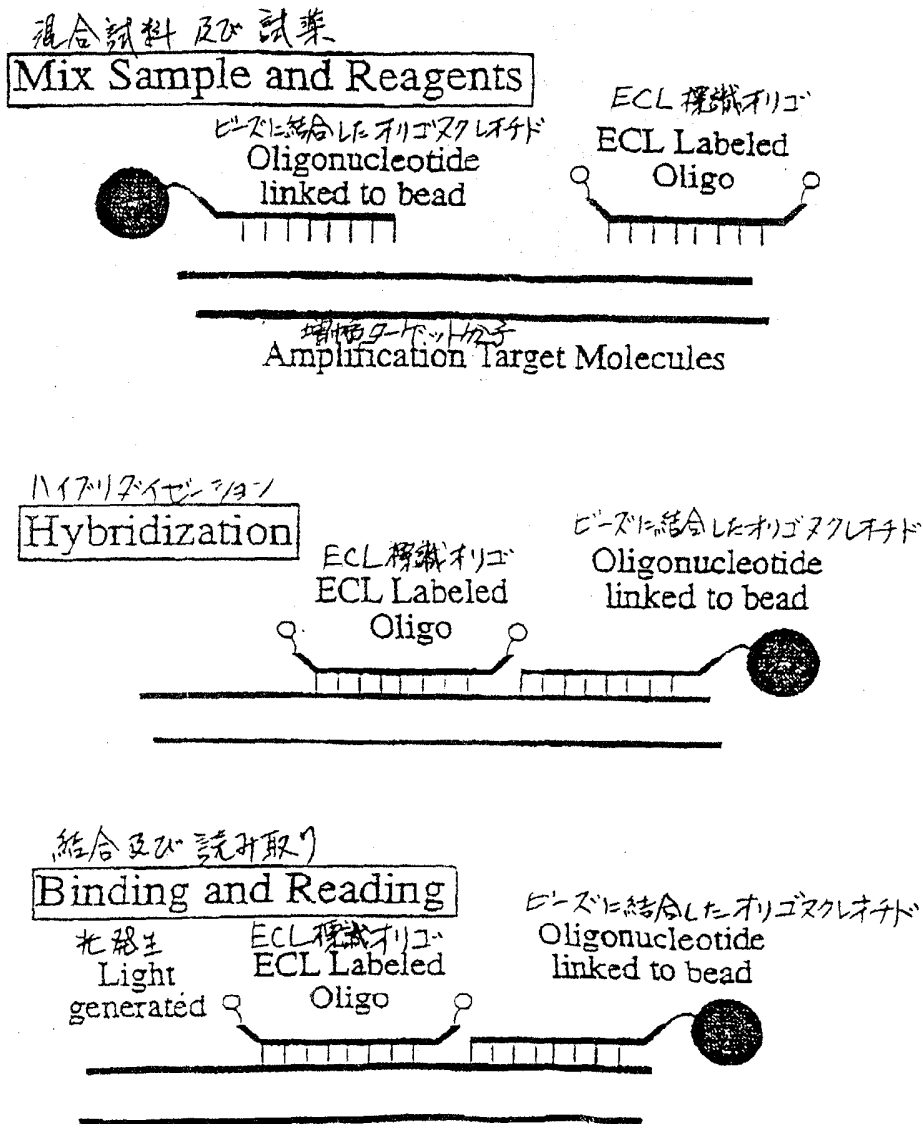 混合試料 及び 試薬
Mix Sample and Reagents
ビーズに結合したオリゴヌクレオチド
Oligonucleotide
linked to bead
ECL 標識オリゴ
ECL Labeled
Oligo
増幅ターゲット分子
Amplification Target Molecules
ハイブリダイゼーション
Hybridization
ECL標識オリゴ
ECL Labeled
Oligo
ビーズに結合したオリゴヌクレオチド
Oligonucleotide
linked to bead
結合及び読み取り
Binding and Reading
光発生
Light
generated
ECL標識オリゴ
ECL Labeled
Oligo
ビーズに結合したオリゴヌクレオチド
Oligonucleotide
linked to bead